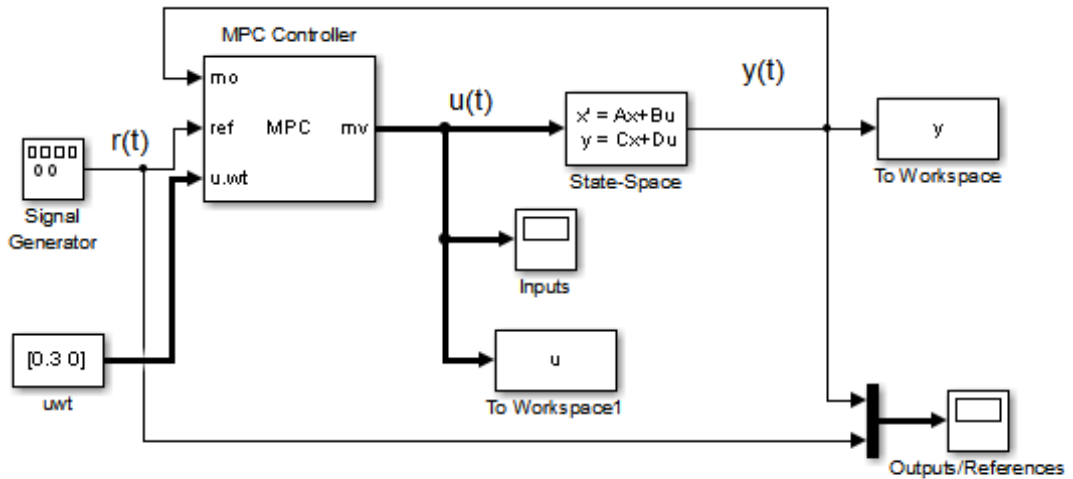 MPC Controller
mo
ref
MPC
mv
u.wt
r(t)
u(t)
y(t)
x' = Ax+Bu
y = Cx+Du
State-Space
y
To Workspace
Signal
Generator
Inputs
[0.3 0]
uwt
u
To Workspace1
Outputs/References